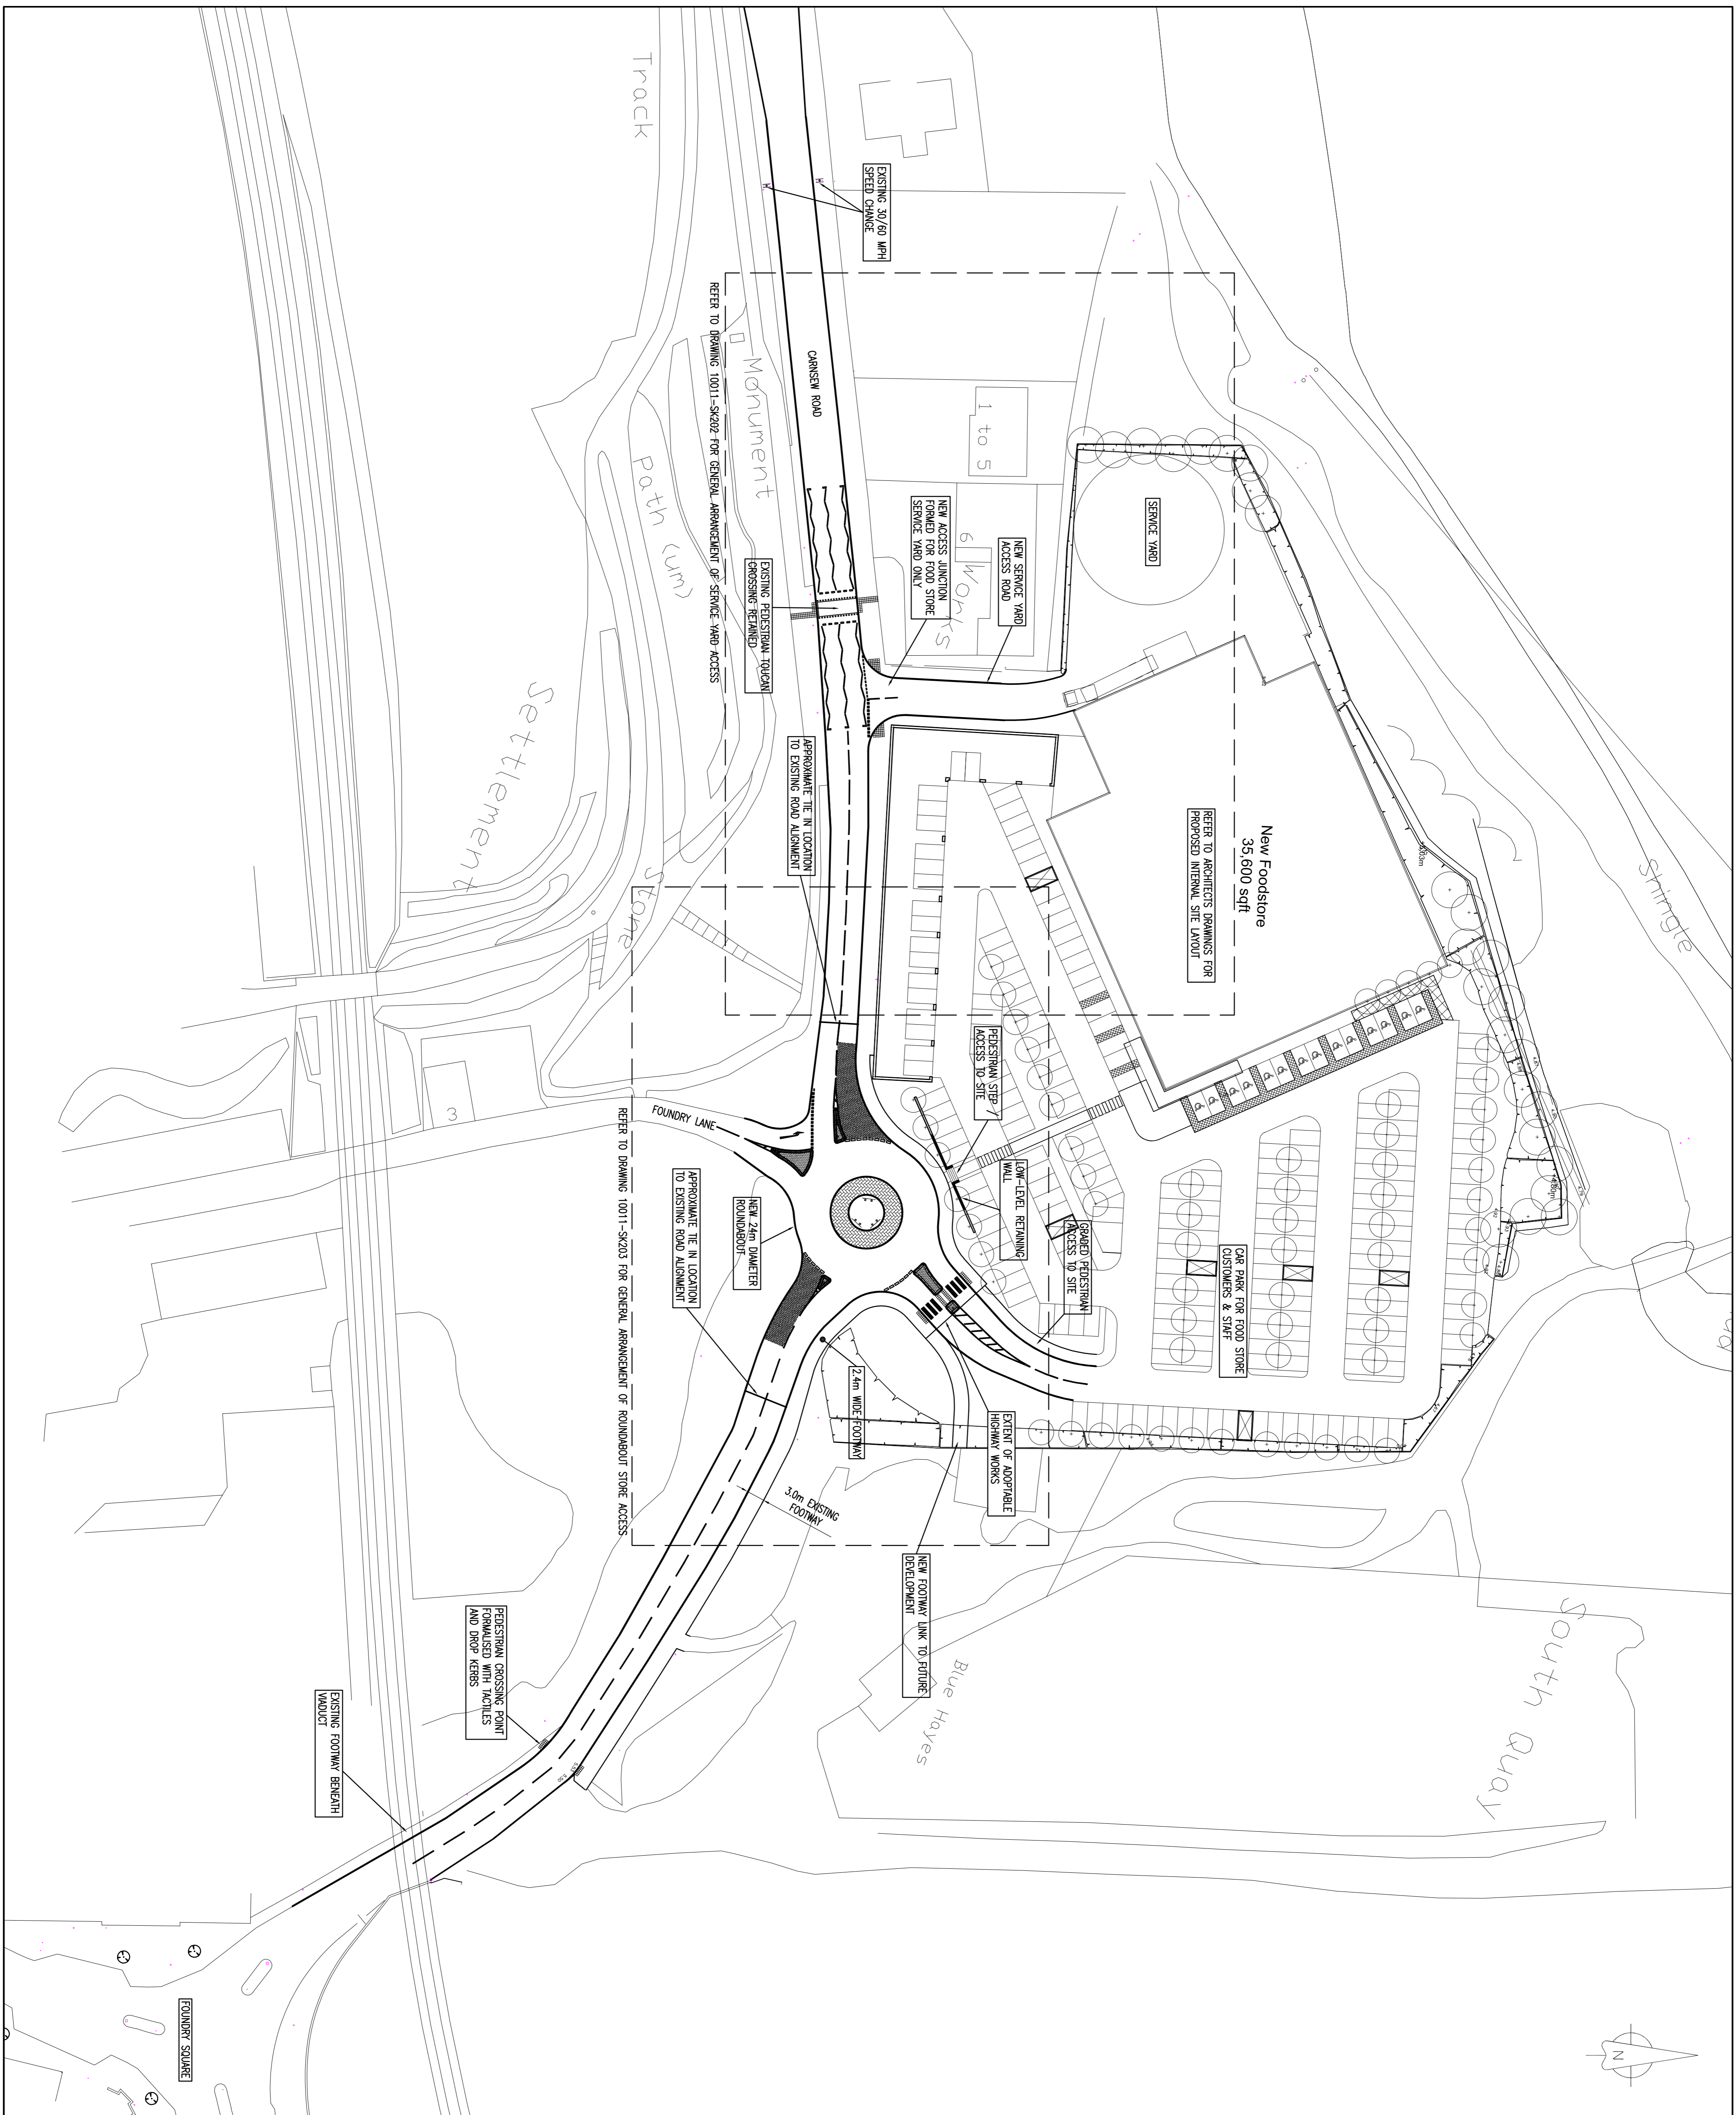 Track
EXISTING 30/60 MPH
SPEED CHANGE
CARNSEW ROAD
Monument
Path (um)
Settlement
Stone
REFER TO DRAWING 10011-SK202 FOR GENERAL ARRANGEMENT OF SERVICE YARD ACCESS
1 to 5
6
Works
SERVICE YARD
NEW SERVICE YARD
ACCESS ROAD
NEW ACCESS JUNCTION
FORMED FOR FOOD STORE
SERVICE YARD ONLY
EXISTING PEDESTRIAN TOUCAN
CROSSING RETAINED
APPROXIMATE TIE IN LOCATION
TO EXISTING ROAD ALIGNMENT
New Foodstore
35,600 sqft
REFER TO ARCHITECTS DRAWINGS FOR
PROPOSED INTERNAL SITE LAYOUT
Shingle
PEDESTRIAN STEP /
ACCESS TO SITE
LOW-LEVEL RETAINING
WALL
GRADED PEDESTRIAN
ACCESS TO SITE
CAR PARK FOR FOOD STORE
CUSTOMERS & STAFF
3
FOUNDRY LANE
REFER TO DRAWING 10011-SK203 FOR GENERAL ARRANGEMENT OF ROUNDABOUT STORE ACCESS
NEW 24m DIAMETER
ROUNDABOUT
APPROXIMATE TIE IN LOCATION
TO EXISTING ROAD ALIGNMENT
2.4m WIDE FOOTWAY
EXTENT OF ADOPTABLE
HIGHWAY WORKS
3.0m EXISTING
FOOTWAY
NEW FOOTWAY LINK TO FUTURE
DEVELOPMENT
Blue Hayes
South Quay
PEDESTRIAN CROSSING POINT
FORMALISED WITH TACTILES
AND DROP KERBS
EXISTING FOOTWAY BENEATH
VIADUCT
FOUNDRY SQUARE
N